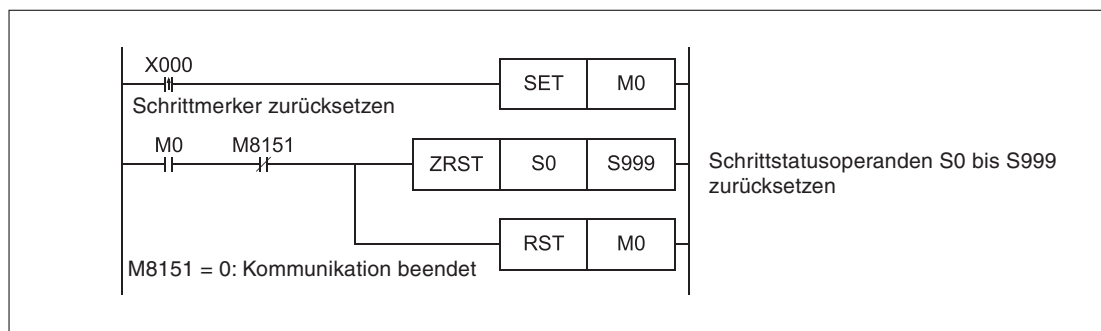 X000
SET M0
Schrittmerker zurücksetzen
M0 M8151
ZRST S0 S999
Schrittstatusoperanden S0 bis S999
zurücksetzen
RST M0
M8151 = 0: Kommunikation beendet